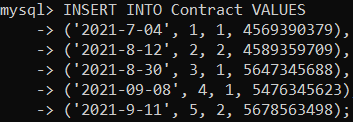 mysql> INSERT INTO Contract VALUES
-> ('2021-7-04', 1, 1, 4569390379),
-> ('2021-8-12', 2, 2, 4589359709),
-> ('2021-8-30', 3, 1, 5647345688),
-> ('2021-09-08', 4, 1, 5476345623)
-> ('2021-9-11', 5, 2, 5678563498);